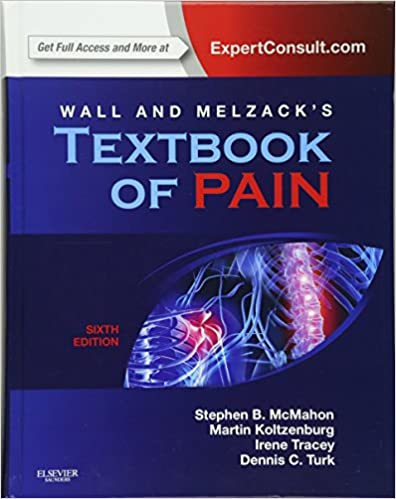 Get Full Access and More at
ExpertConsult.com
WALL AND MELZACK'S
TEXTBOOK
OF PAIN
SIXTH
EDITION
Stephen B. McMahon
Martin Koltzenburg
Irene Tracey
Dennis C. Turk
ELSEVIER
SAUNDERS